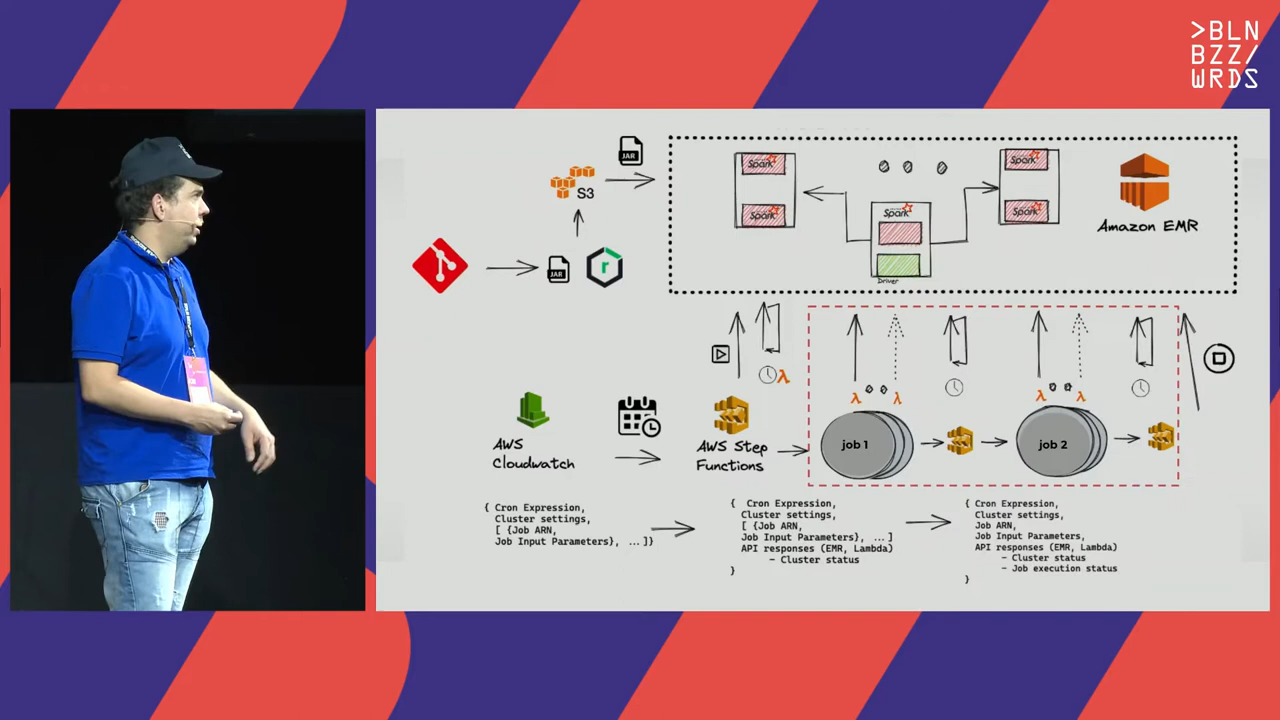 >BLN
BZZ/
WRDS
JAR
S3
JAR
r
Spark
Spark
Spark
Driver
Spark
Spark
Amazon EMR
λ
λ
λ
λ
λ
job 1
job 2
AWS
Cloudwatch
AWS Step
Functions
{ Cron Expression,
Cluster settings,
[ {Job ARN,
Job Input Parameters}, ...]}
{ Cron Expression,
Cluster settings,
[ {Job ARN,
Job Input Parameters}, ...]
API responses (EMR, Lambda)
- Cluster status
}
{ Cron Expression,
Cluster settings,
Job ARN,
Job Input Parameters,
API responses (EMR, Lambda)
- Cluster status
- Job execution status
}